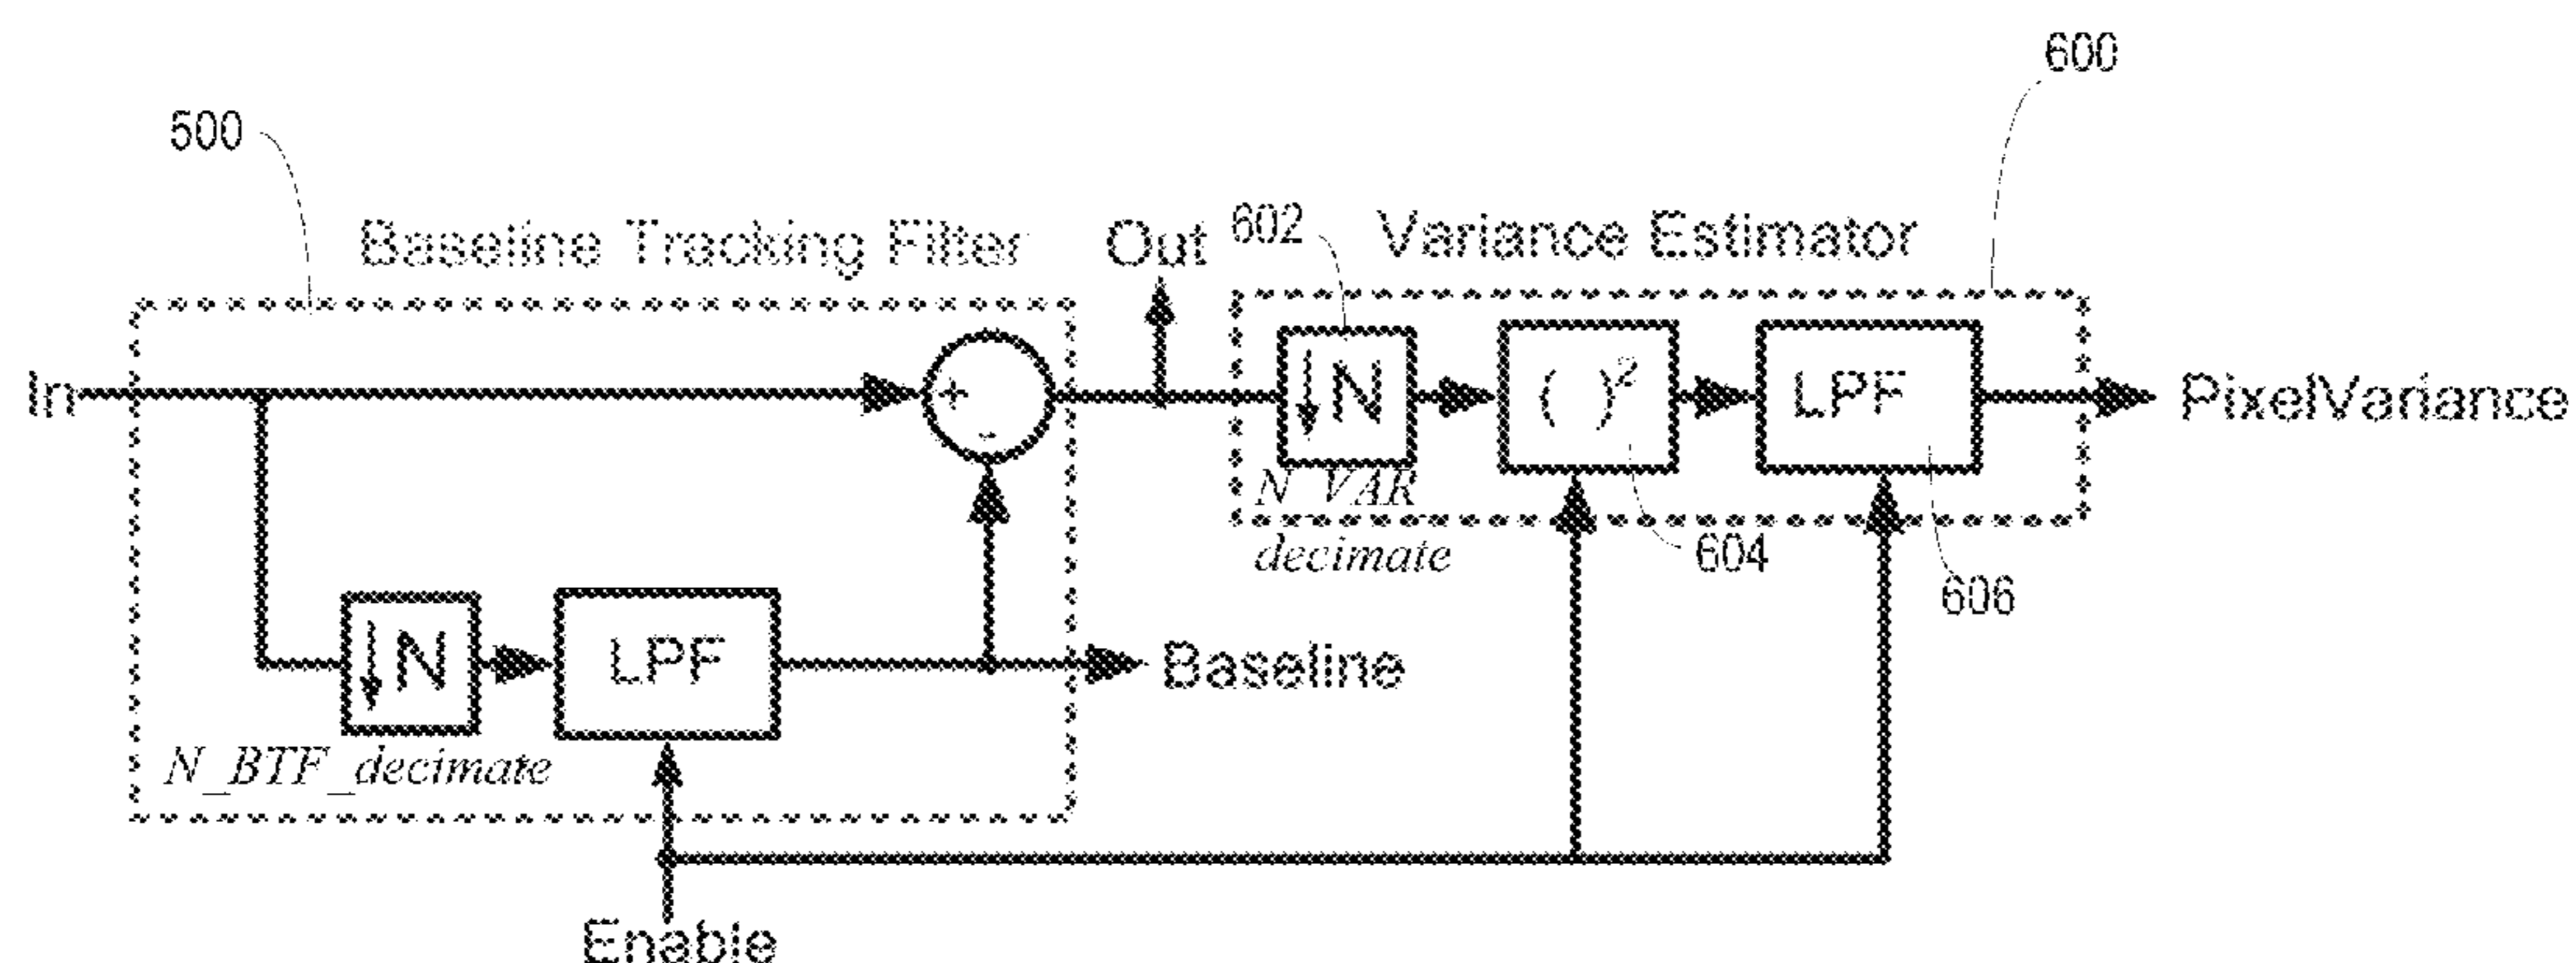 600
500
Baseline Tracking Filter
Out
602
Variance Estimator
In
+
-
↓N
( )²
LPF
PixelVariance
N_VAR
decimate
604
606
↓N
LPF
Baseline
N_BTF_decimate
Enable